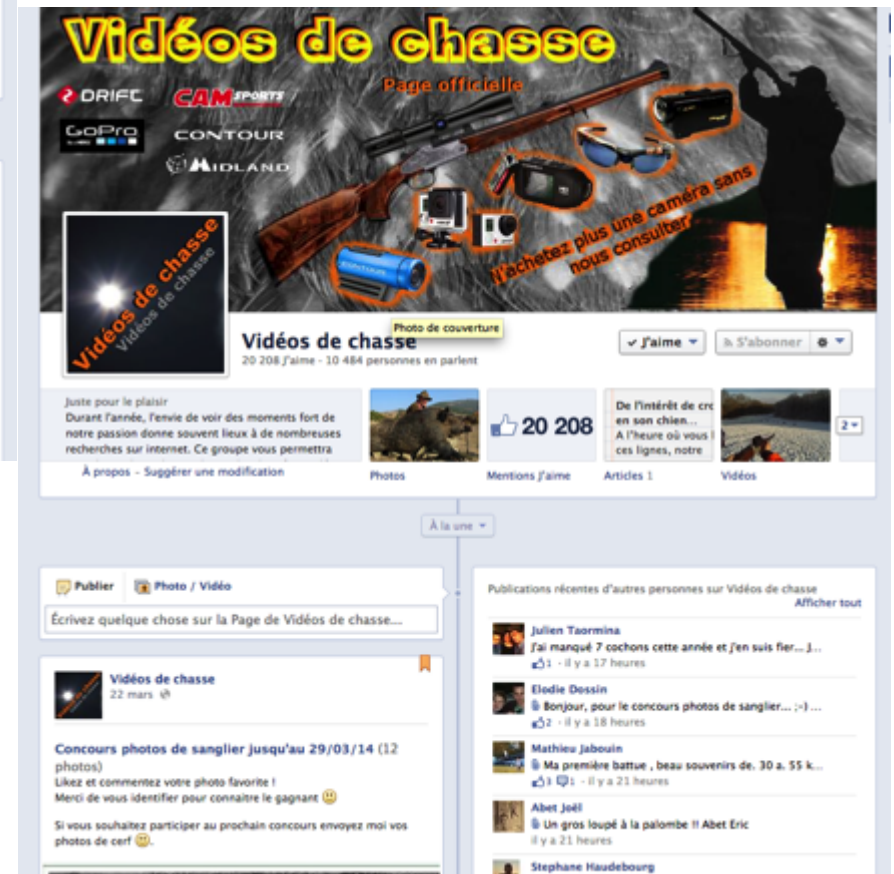 Vidéos de chasse
Page officielle
DRIFT
CAMSPORTS
GoPro
CONTOUR
MIDLAND
CONTOUR
N'achetez plus une caméra sans
nous consulter
Vidéos de chasse
Vidéos de chasse
Photo de couverture
Vidéos de chasse
20 208 J'aime · 10 484 personnes en parlent
J'aime
S'abonner
Juste pour le plaisir
Durant l'année, l'envie de voir des moments fort de
notre passion donne souvent lieux à de nombreuses
recherches sur internet. Ce groupe vous permettra
À propos - Suggérer une modification
Photos
20 208
Mentions J'aime
De l'intérêt de cro
en son chien...
A l'heure où vous l
ces lignes, notre
Articles 1
Vidéos
2
À la une
Publier
Photo / Vidéo
Écrivez quelque chose sur la Page de Vidéos de chasse...
Vidéos de chasse
22 mars
Concours photos de sanglier jusqu'au 29/03/14 (12
photos)
Likez et commentez votre photo favorite !
Merci de vous identifier pour connaitre le gagnant
Si vous souhaitez participer au prochain concours envoyez moi vos
photos de cerf
Publications récentes d'autres personnes sur Vidéos de chasse
Afficher tout
Julien Taormina
J'ai manqué 7 cochons cette année et j'en suis fier... J...
1 · il y a 17 heures
Elodie Dossin
Bonjour, pour le concours photos de sanglier... ;-) ...
2 · il y a 18 heures
Mathieu Jabouin
Ma première battue , beau souvenirs de. 30 a. 55 k...
3 1 · il y a 21 heures
Abet Joël
Un gros loupé à la palombe !! Abet Eric
il y a 21 heures
Stephane Haudebourg